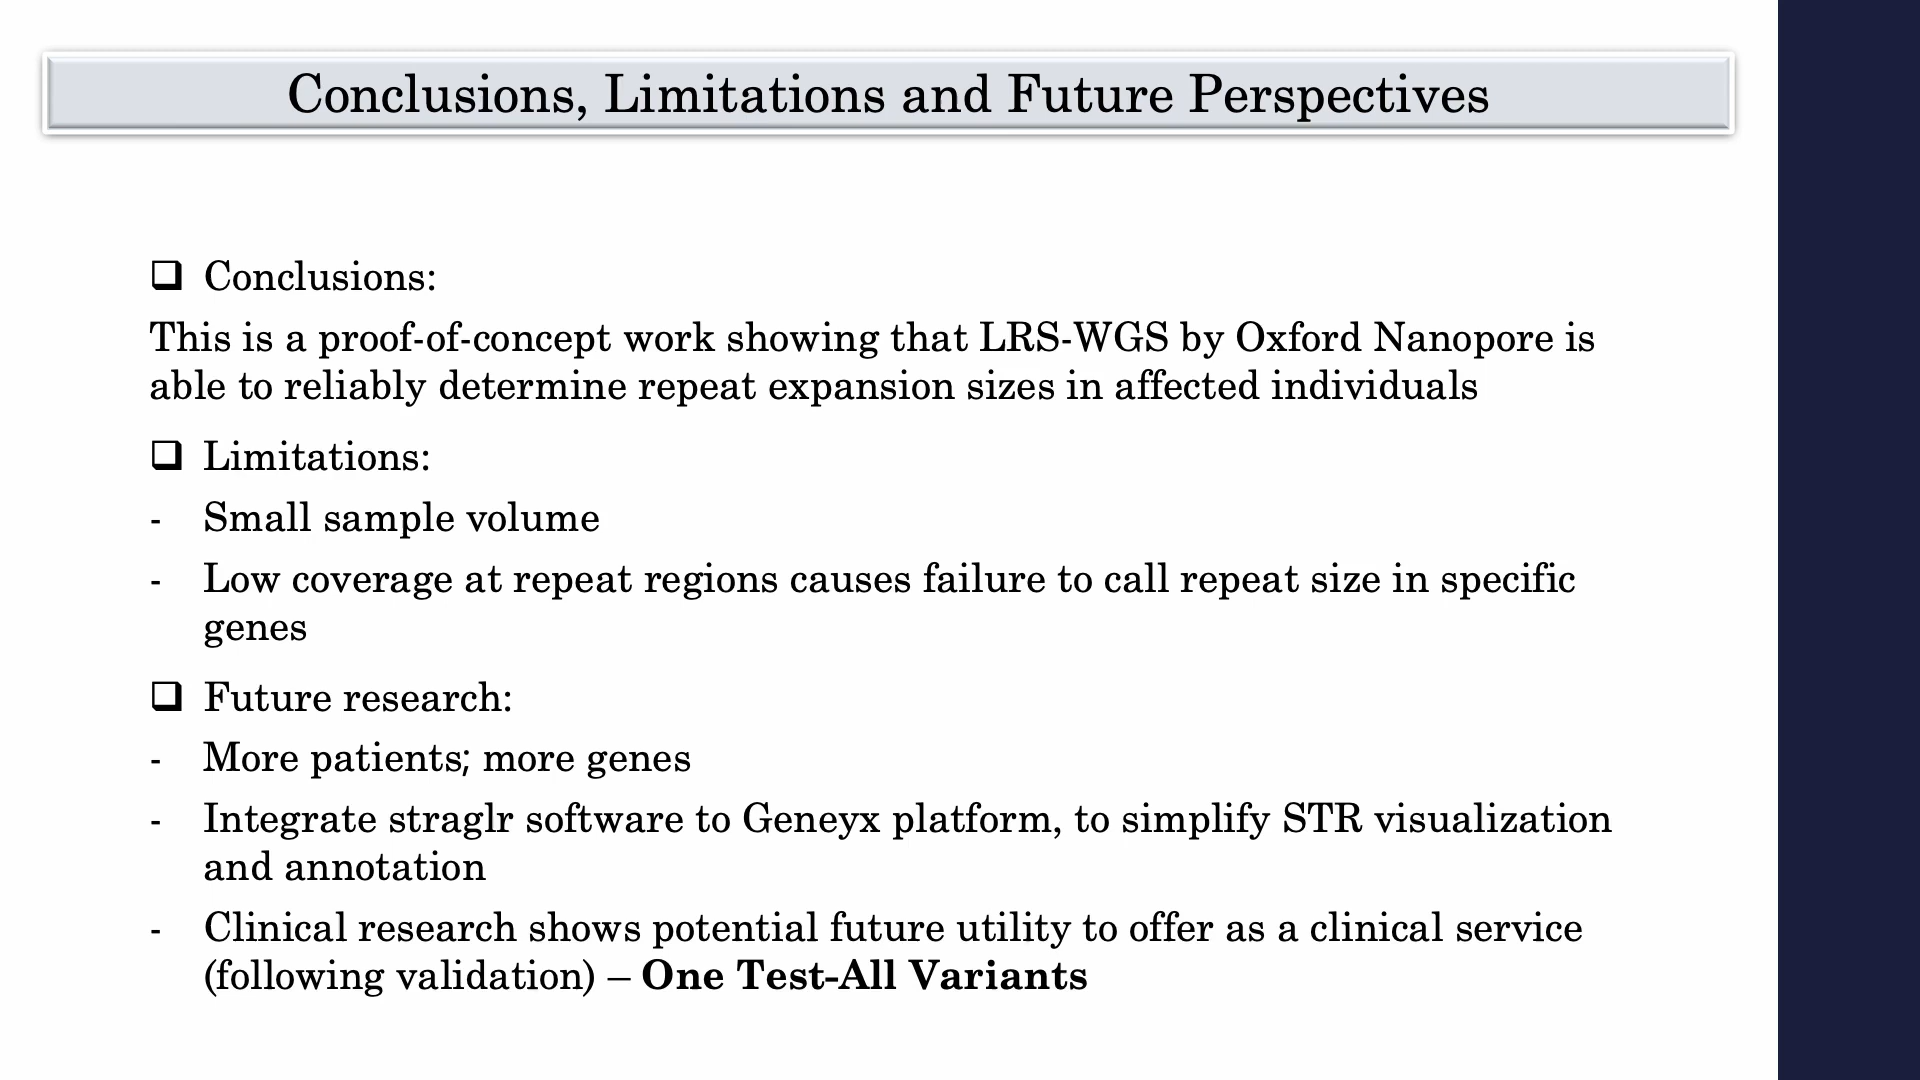 Conclusions, Limitations and Future Perspectives
❑ Conclusions:
This is a proof-of-concept work showing that LRS-WGS by Oxford Nanopore is
able to reliably determine repeat expansion sizes in affected individuals
❑ Limitations:
- Small sample volume
- Low coverage at repeat regions causes failure to call repeat size in specific
genes
❑ Future research:
- More patients; more genes
- Integrate straglr software to Geneyx platform, to simplify STR visualization
and annotation
- Clinical research shows potential future utility to offer as a clinical service
(following validation) – One Test-All Variants